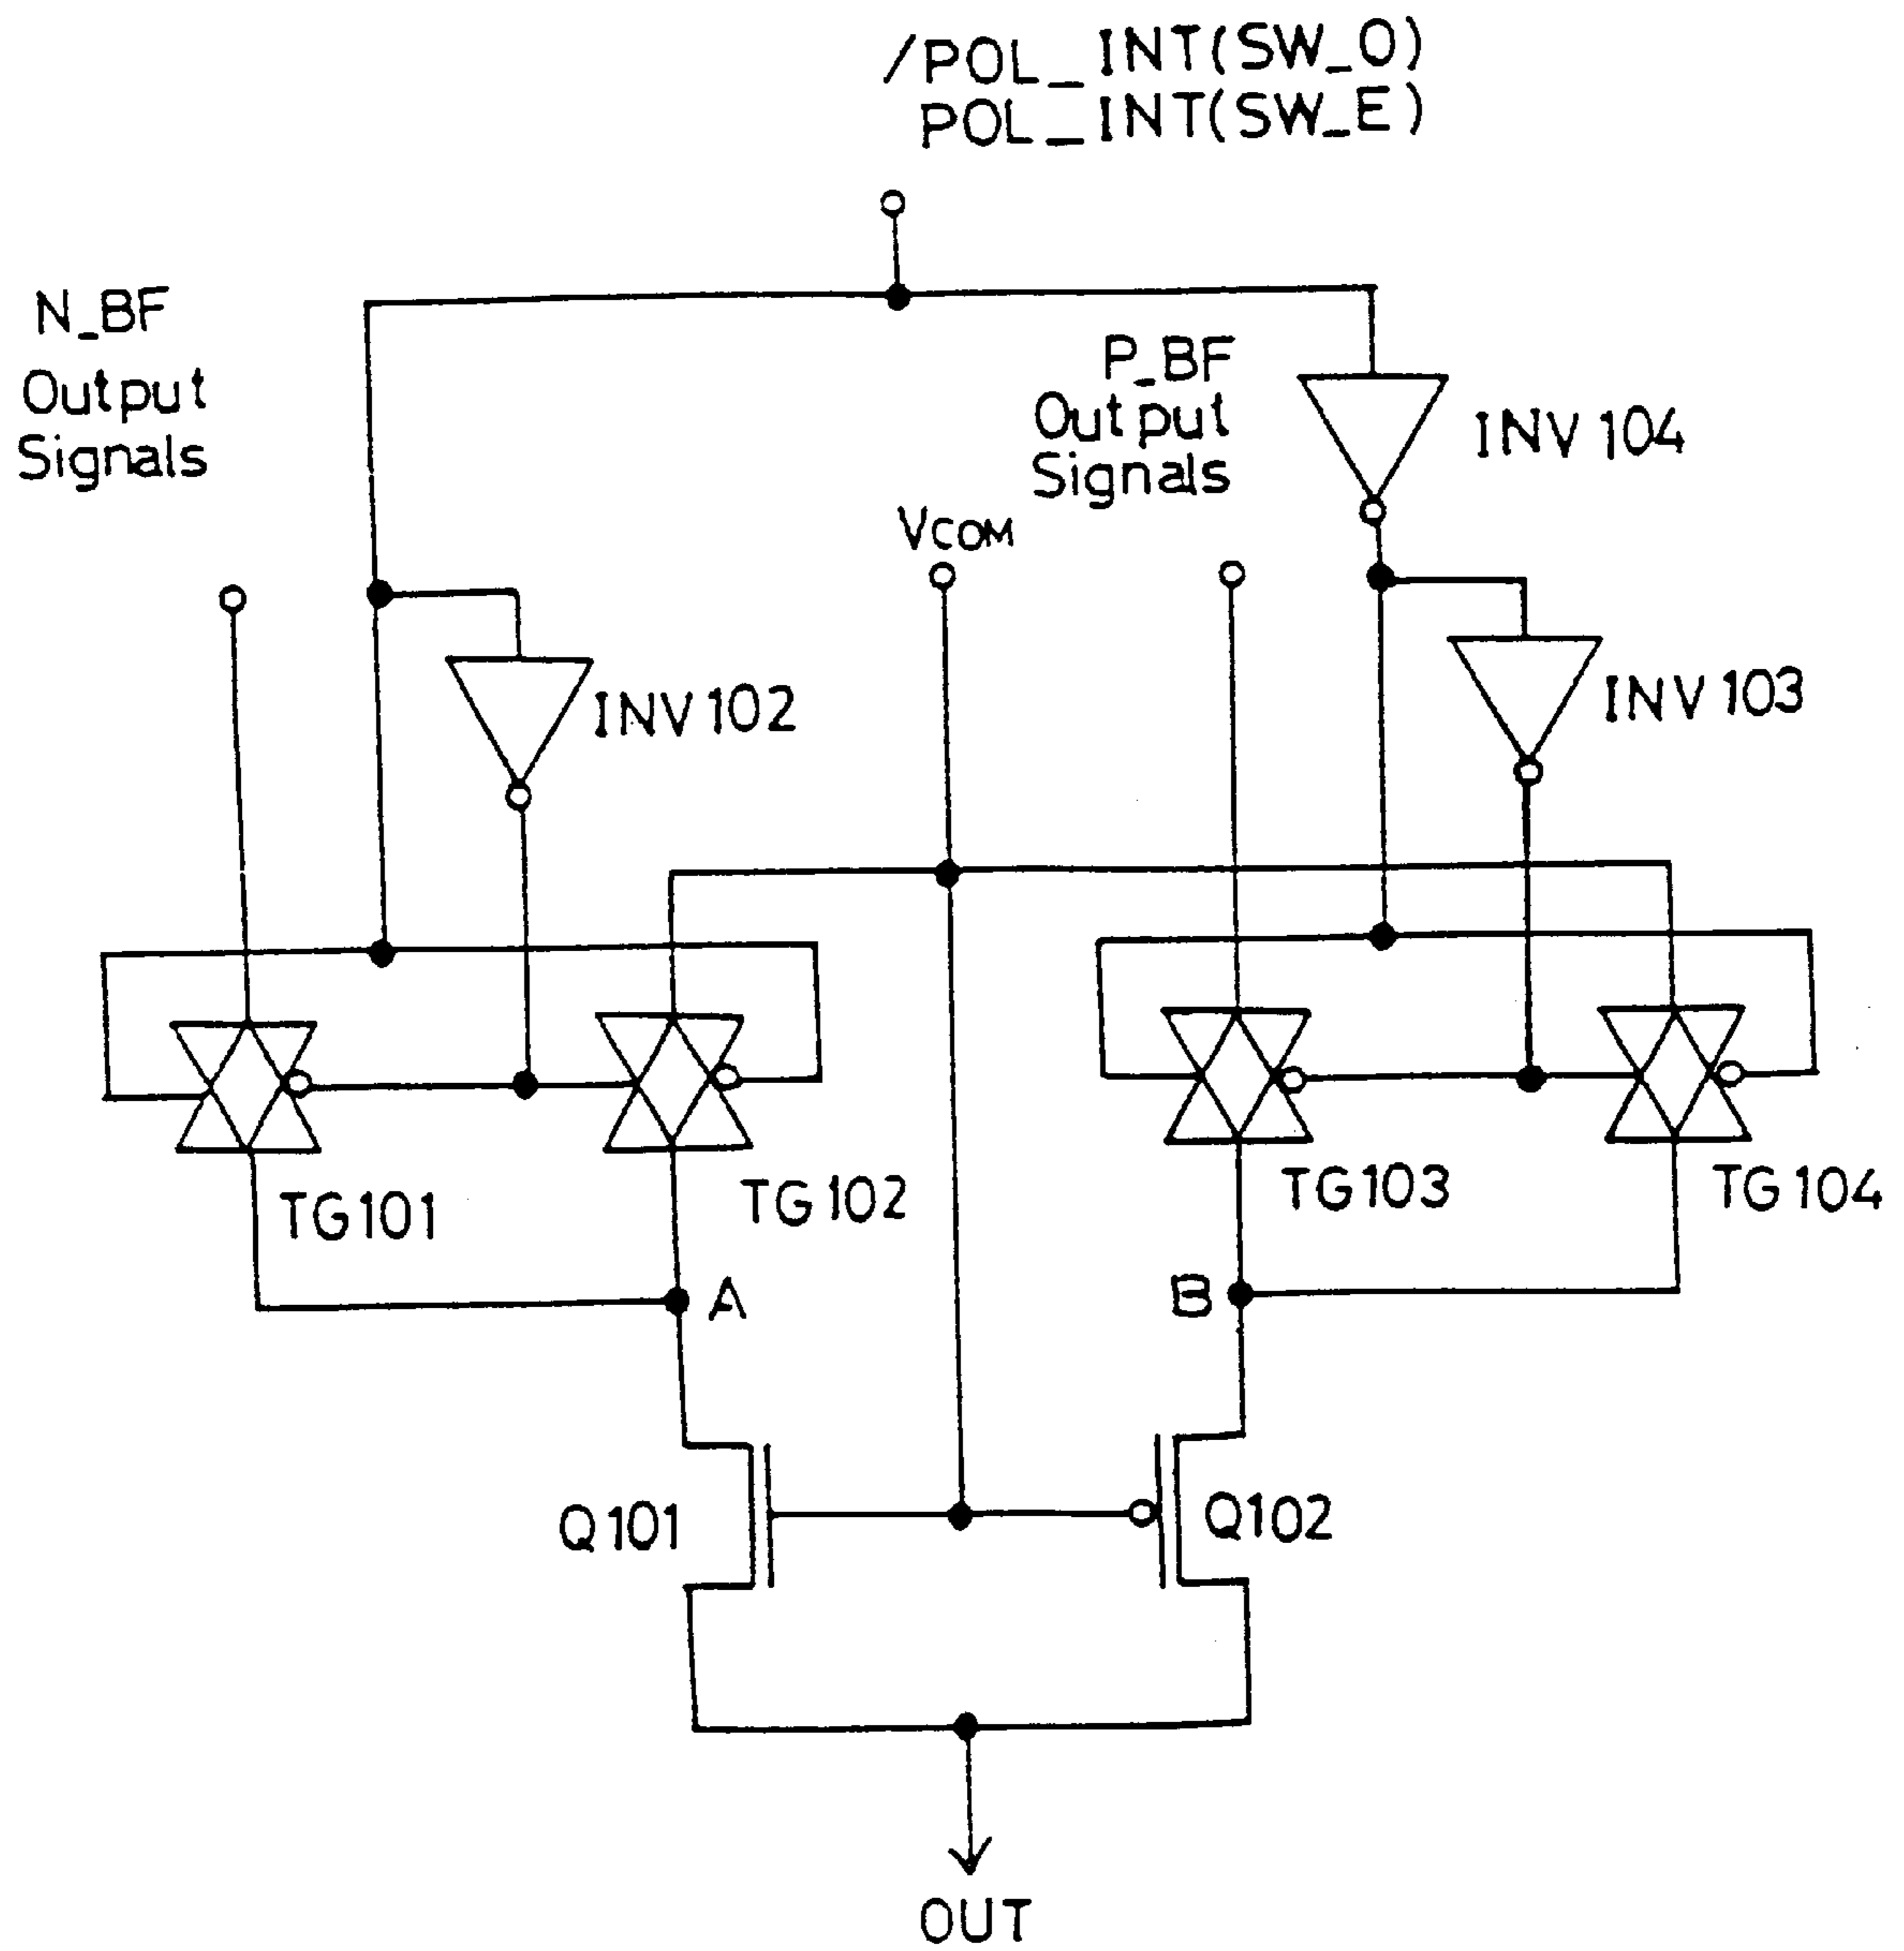 /POL_INT(SW_O)
POL_INT(SW_E)
N_BF
Output
Signals
P_BF
Output
Signals
INV104
VCOM
INV102
INV103
TG101
TG102
TG103
TG104
A
B
Q101
Q102
OUT